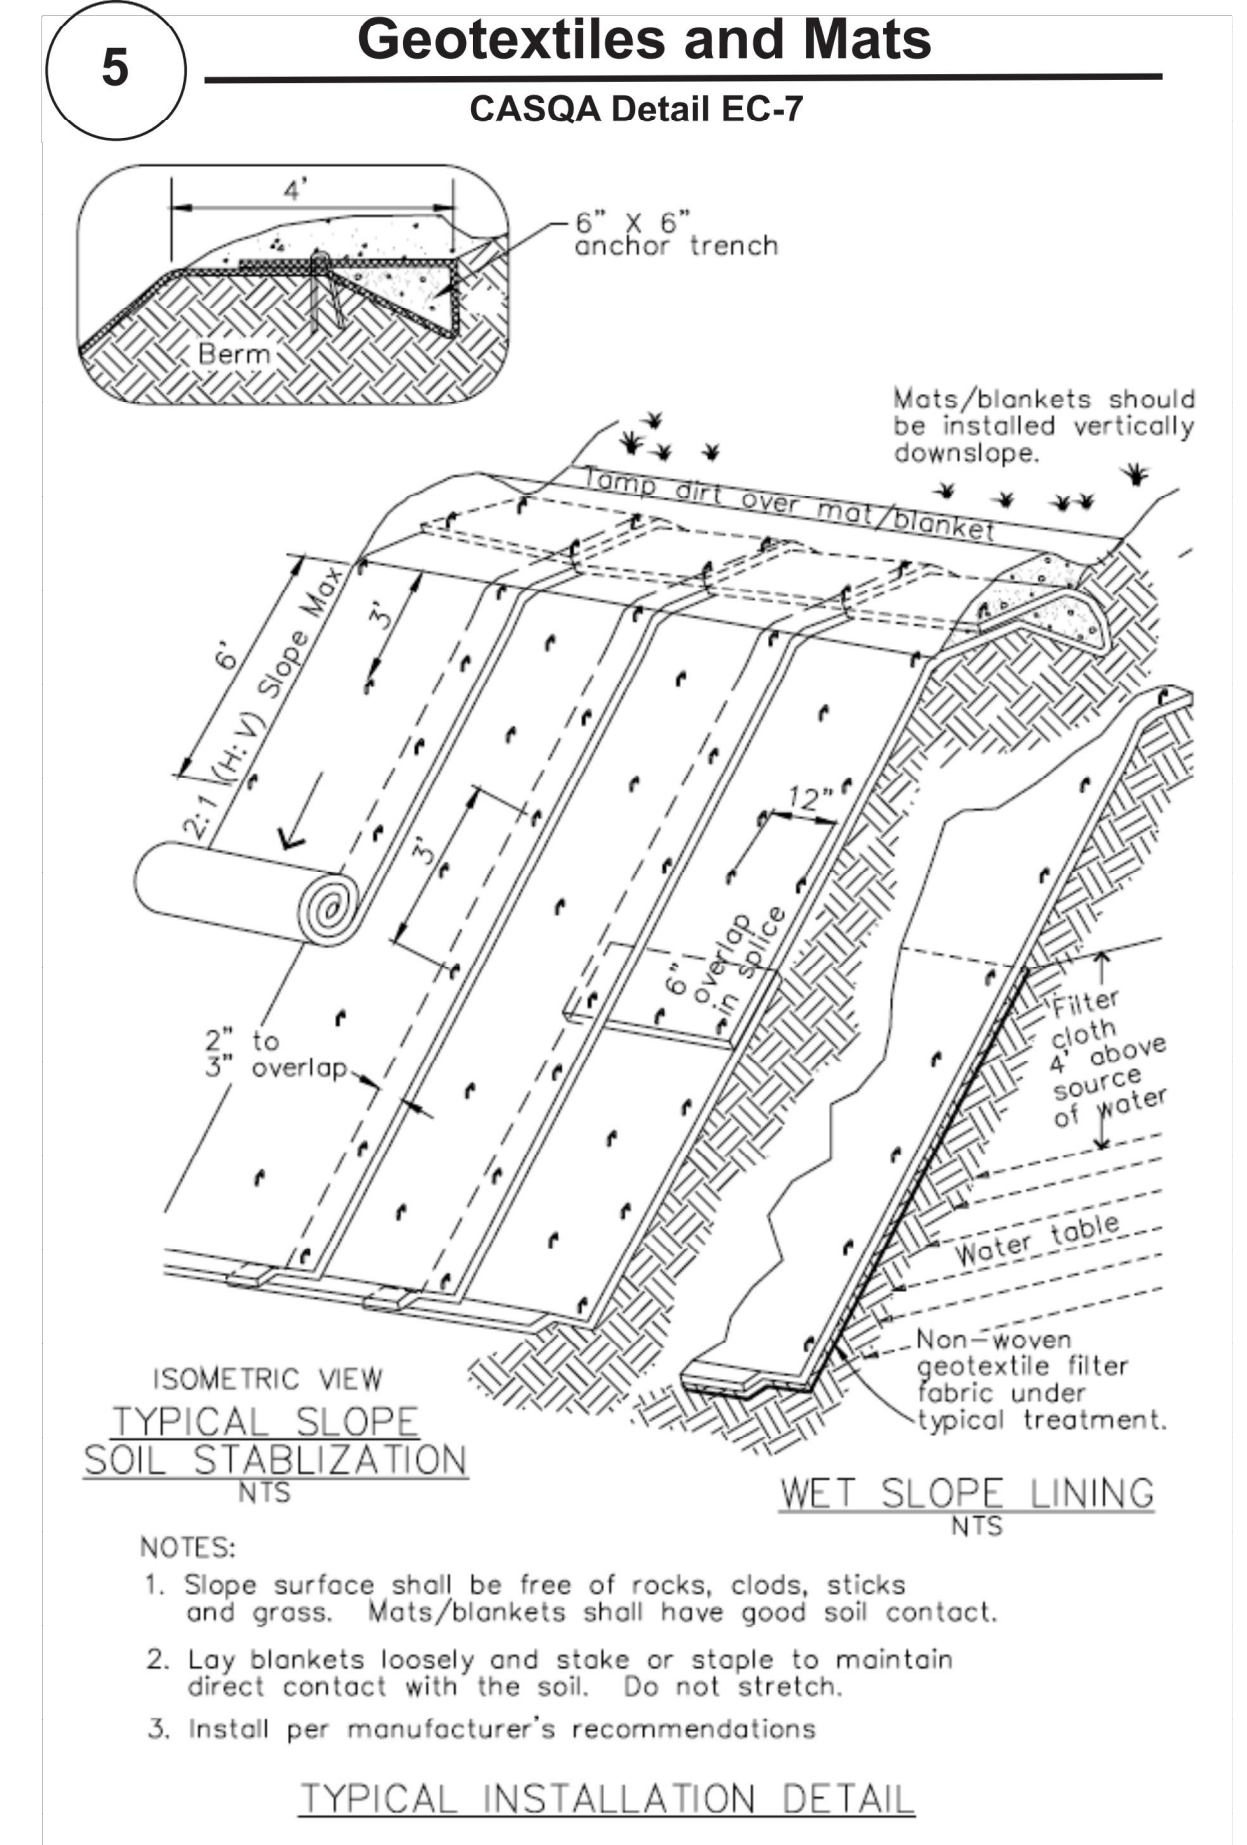 5
Geotextiles and Mats
CASQA Detail EC-7
4'
6" X 6"
anchor trench
Berm
Mats/blankets should
be installed vertically
downslope.
Tamp dirt over mat/blanket
6'
2:1 (H:V) Slope Max
3'
3'
12"
6"
overlap
in splice
2" to
3" overlap
Filter
cloth
4' above
source
of water
Water table
Non-woven
geotextile filter
fabric under
typical treatment.
ISOMETRIC VIEW
TYPICAL SLOPE
SOIL STABLIZATION
NTS
WET SLOPE LINING
NTS
NOTES:
1. Slope surface shall be free of rocks, clods, sticks
and grass. Mats/blankets shall have good soil contact.
2. Lay blankets loosely and stake or staple to maintain
direct contact with the soil. Do not stretch.
3. Install per manufacturer's recommendations
TYPICAL INSTALLATION DETAIL